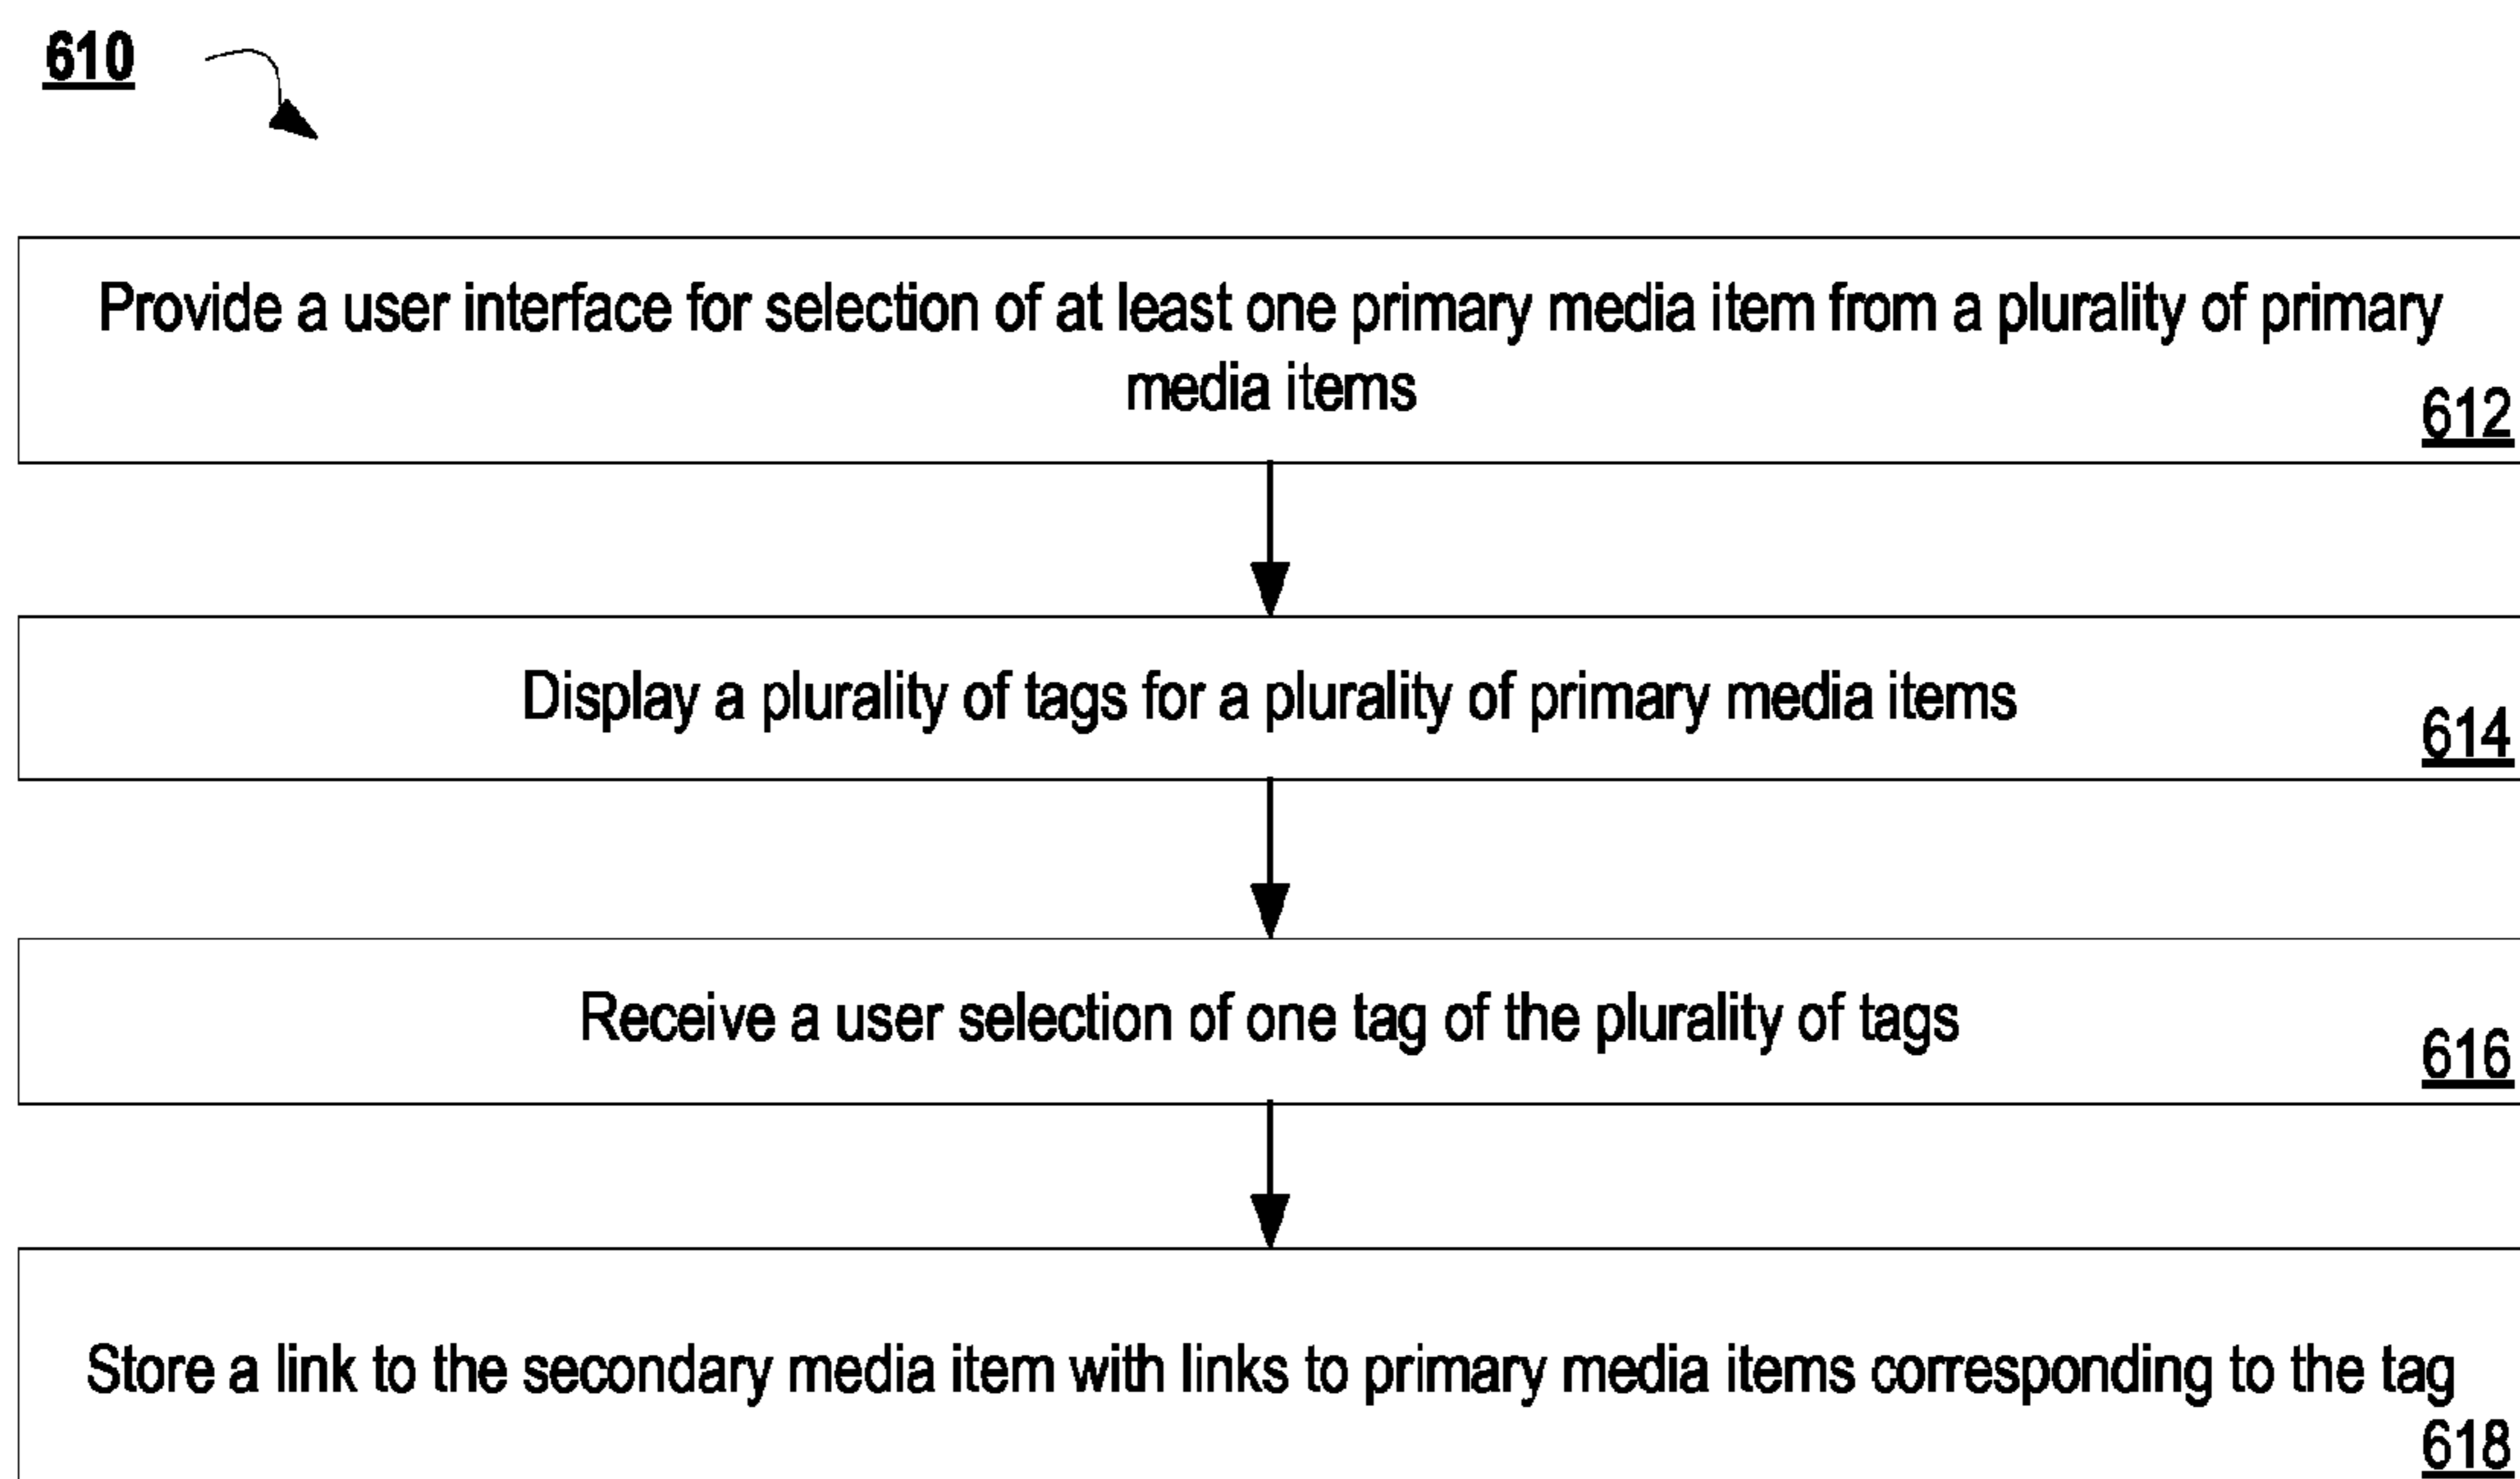 610
Provide a user interface for selection of at least one primary media item from a plurality of primary
media items
612
Display a plurality of tags for a plurality of primary media items
614
Receive a user selection of one tag of the plurality of tags
616
Store a link to the secondary media item with links to primary media items corresponding to the tag
618